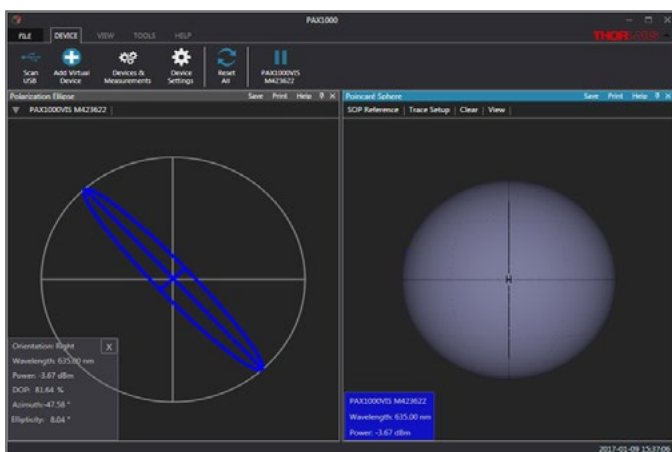 PAX1000
FILE DEVICE VIEW TOOLS HELP
THORLABS
Scan USB
Add Virtual Device
Devices & Measurements
Device Settings
Reset All
PAX1000VIS M423622
Polarization Ellipse Save Print Help X
PAX1000VIS M423622
Orientation: Right X
Wavelength: 635.00 nm
Power: -3.67 dBm
DOP: 81.64 %
Azimuth:-47.58 °
Ellipticity: 8.04 °
Poincaré Sphere Save Print Help X
SOP Reference | Trace Setup | Clear | View |
H
PAX1000VIS M423622
Wavelength: 635.00 nm
Power: -3.67 dBm
2017-01-09 15:37:06